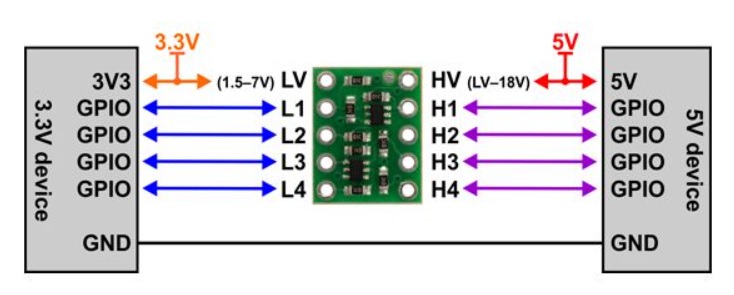 3.3V
5V
3V3
(1.5–7V) LV
HV (LV–18V)
5V
GPIO
L1
H1
GPIO
GPIO
L2
H2
GPIO
GPIO
L3
H3
GPIO
GPIO
L4
H4
GPIO
GND
GND
3.3V device
5V device